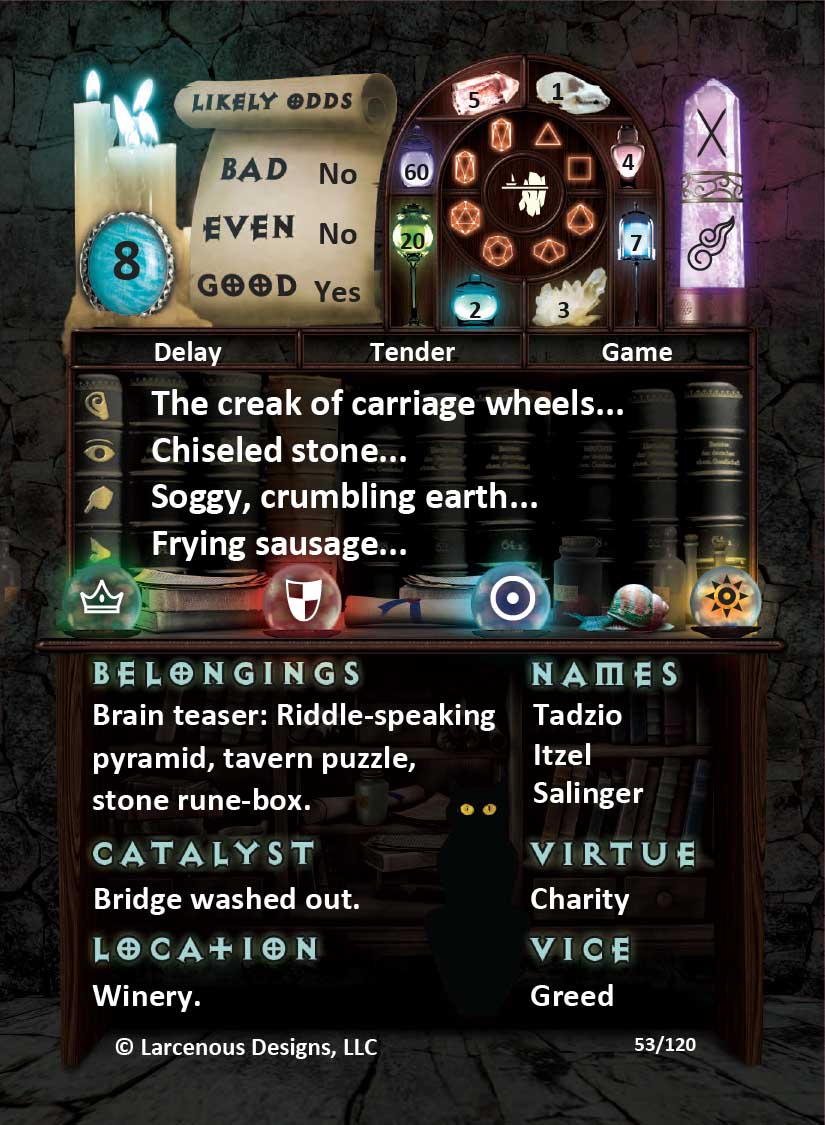 LIKELY ODDS
BAD No
EVEN No
GOOD Yes
8
5
1
60
4
20
7
2
3
Delay Tender Game
The creak of carriage wheels...
Chiseled stone...
Soggy, crumbling earth...
Frying sausage...
BELONGINGS
Brain teaser: Riddle-speaking
pyramid, tavern puzzle,
stone rune-box.
NAMES
Tadzio
Itzel
Salinger
CATALYST
Bridge washed out.
VIRTUE
Charity
LOCATION
Winery.
VICE
Greed
© Larcenous Designs, LLC
53/120